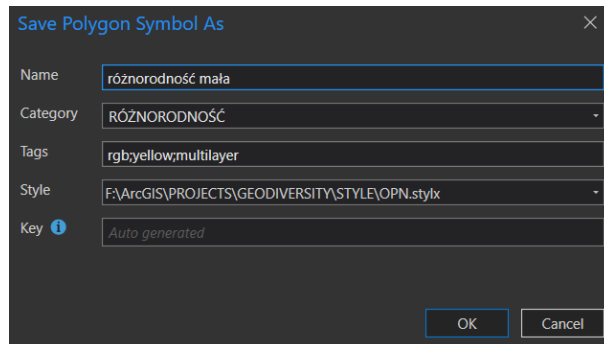 Save Polygon Symbol As
Name różnorodność mała
Category RÓŻNORODNOŚĆ
Tags rgb;yellow;multilayer
Style F:\ArcGIS\PROJECTS\GEODIVERSITY\STYLE\OPN.stylx
Key Auto generated
OK Cancel